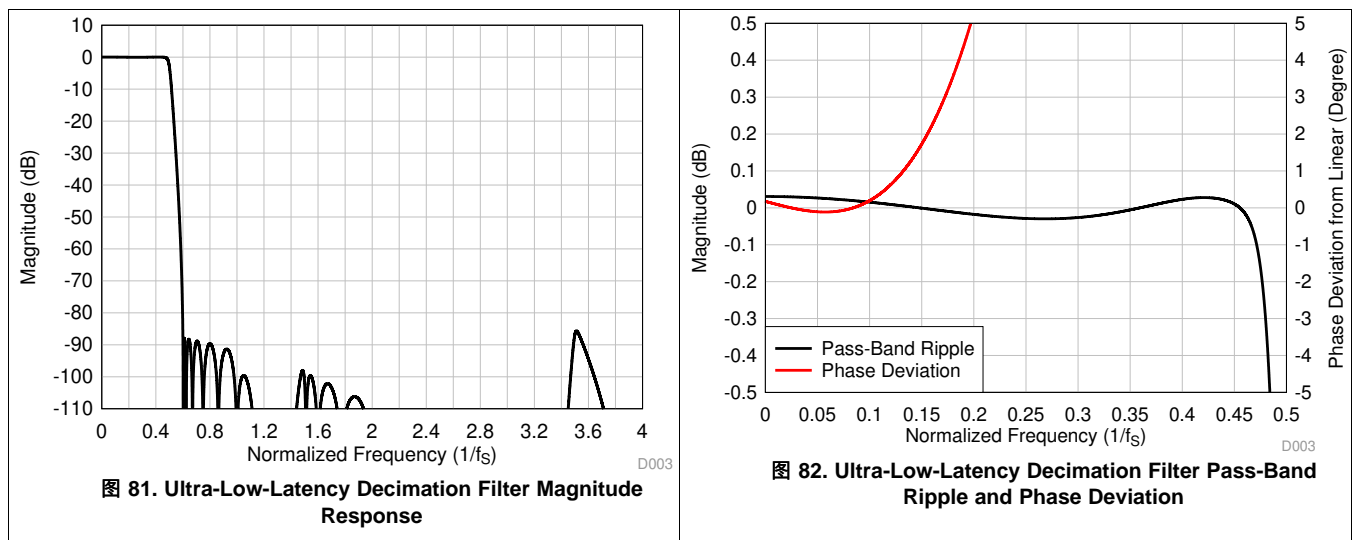 10
0
-10
-20
-30
-40
-50
-60
-70
-80
-90
-100
-110
0 0.4 0.8 1.2 1.6 2 2.4 2.8 3.2 3.6 4
Magnitude (dB)
Normalized Frequency (1/fS)
D003
图 81. Ultra-Low-Latency Decimation Filter Magnitude
Response
0.5
0.4
0.3
0.2
0.1
0
-0.1
-0.2
-0.3
-0.4
-0.5
5
4
3
2
1
0
-1
-2
-3
-4
-5
0 0.05 0.1 0.15 0.2 0.25 0.3 0.35 0.4 0.45 0.5
Magnitude (dB)
Phase Deviation from Linear (Degree)
Pass-Band Ripple
Phase Deviation
Normalized Frequency (1/fS)
D003
图 82. Ultra-Low-Latency Decimation Filter Pass-Band
Ripple and Phase Deviation